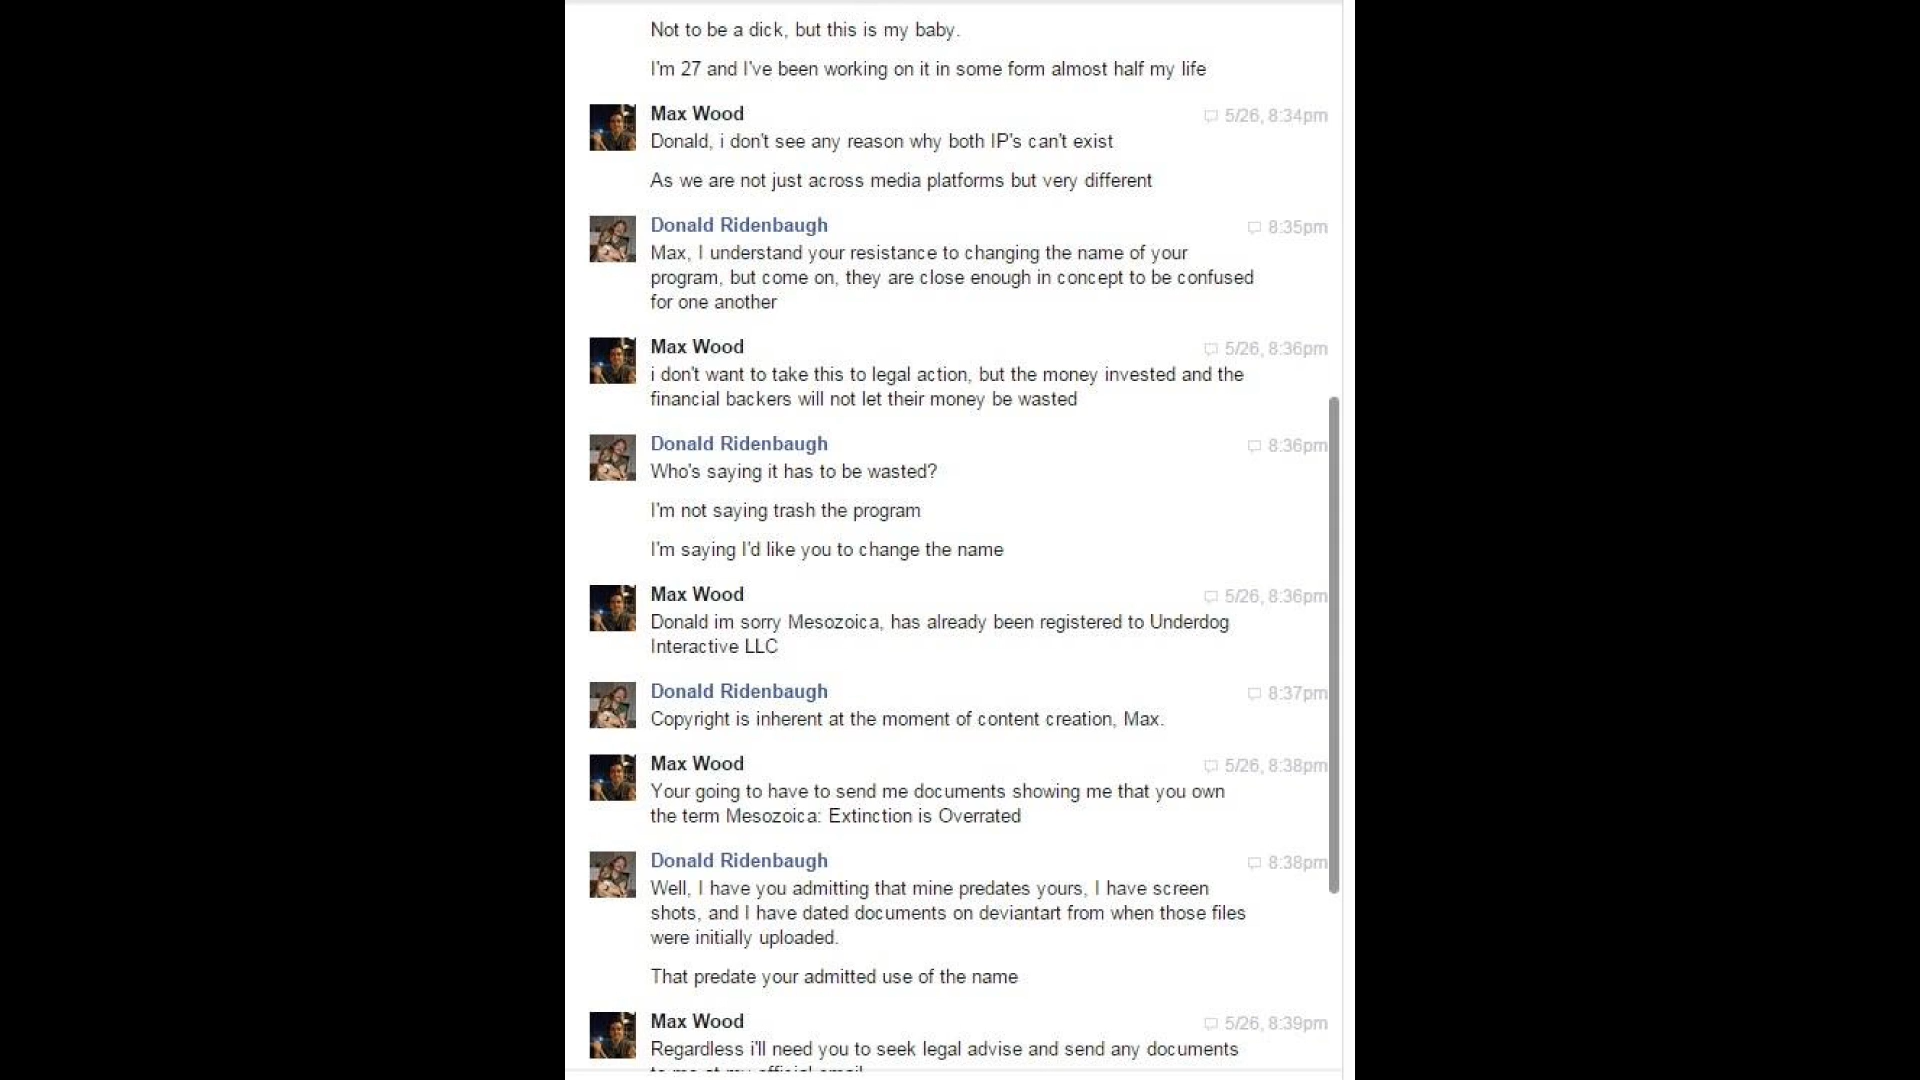 Not to be a dick, but this is my baby.
I'm 27 and I've been working on it in some form almost half my life
Max Wood
5/26, 8:34pm
Donald, i don't see any reason why both IP's can't exist
As we are not just across media platforms but very different
Donald Ridenbaugh
8:35pm
Max, I understand your resistance to changing the name of your
program, but come on, they are close enough in concept to be confused
for one another
Max Wood
5/26, 8:36pm
i don't want to take this to legal action, but the money invested and the
financial backers will not let their money be wasted
Donald Ridenbaugh
8:36pm
Who's saying it has to be wasted?
I'm not saying trash the program
I'm saying I'd like you to change the name
Max Wood
5/26, 8:36pm
Donald im sorry Mesozoica, has already been registered to Underdog
Interactive LLC
Donald Ridenbaugh
8:37pm
Copyright is inherent at the moment of content creation, Max.
Max Wood
5/26, 8:38pm
Your going to have to send me documents showing me that you own
the term Mesozoica: Extinction is Overrated
Donald Ridenbaugh
8:38pm
Well, I have you admitting that mine predates yours, I have screen
shots, and I have dated documents on deviantart from when those files
were initially uploaded.
That predate your admitted use of the name
Max Wood
5/26, 8:39pm
Regardless i'll need you to seek legal advise and send any documents
to me at my official email